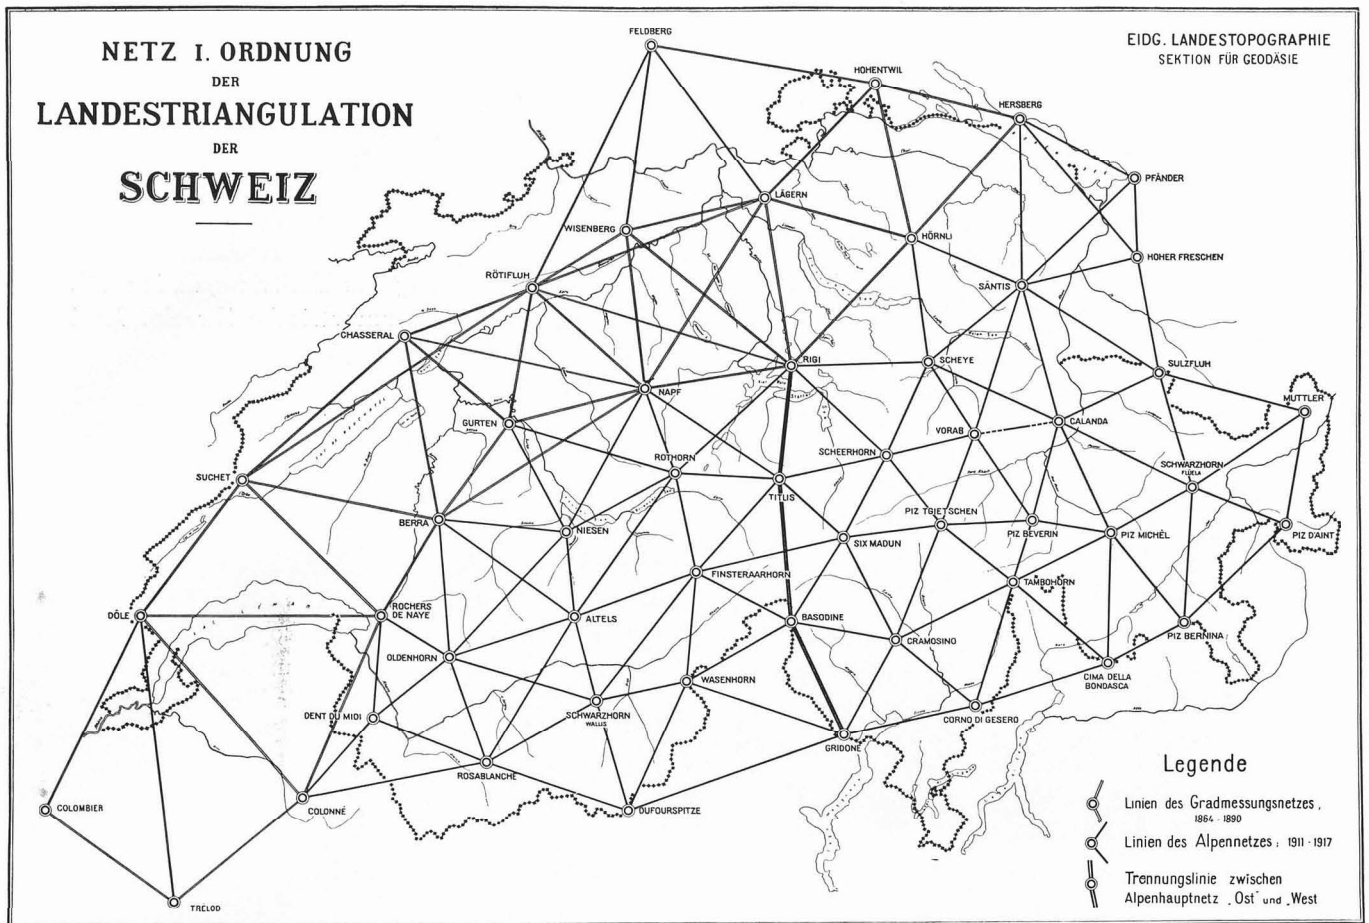 NETZ I. ORDNUNG
DER
LANDESTRIANGULATION
DER
SCHWEIZ
EIDG. LANDESTOPOGRAPHIE
SEKTION FÜR GEODÄSIE
FELDBERG
HOHENTWIL
HERSBERG
PFÄNDER
LÄGERN
WISENBERG
HÖRNLI
HOHER FRESCHEN
RÖTIFLUH
SÄNTIS
CHASSERAL
RIGI
SCHEYE
SULZFLUH
NAPF
MUTTLER
GURTEN
VORAB
CALANDA
ROTHORN
SCHEERHORN
SUCHET
TITLIS
SCHWARZHORN
FLÜELA
BERRA
NIESEN
PIZ TGIETSCHEN
PIZ BEVERIN
PIZ MICHÈL
PIZ D'AINT
SIX MADUN
FINSTERAARHORN
TAMBOHORN
DÔLE
ROCHERS
DE NAYE
ALTELS
BASODINE
CRAMOSINO
PIZ BERNINA
OLDENHORN
WASENHORN
CIMA DELLA
BONDASCA
DENT DU MIDI
SCHWARZHORN
WALLIS
CORNO DI GESERO
GRIDONE
ROSABLANCHE
COLOMBIER
COLONNÉ
DUFOURSPITZE
TRÉLOD
Legende
Linien des Gradmessungsnetzes,
1864 - 1890
Linien des Alpennetzes: 1911 - 1917
Trennungslinie zwischen
Alpenhauptnetz „Ost" und „West